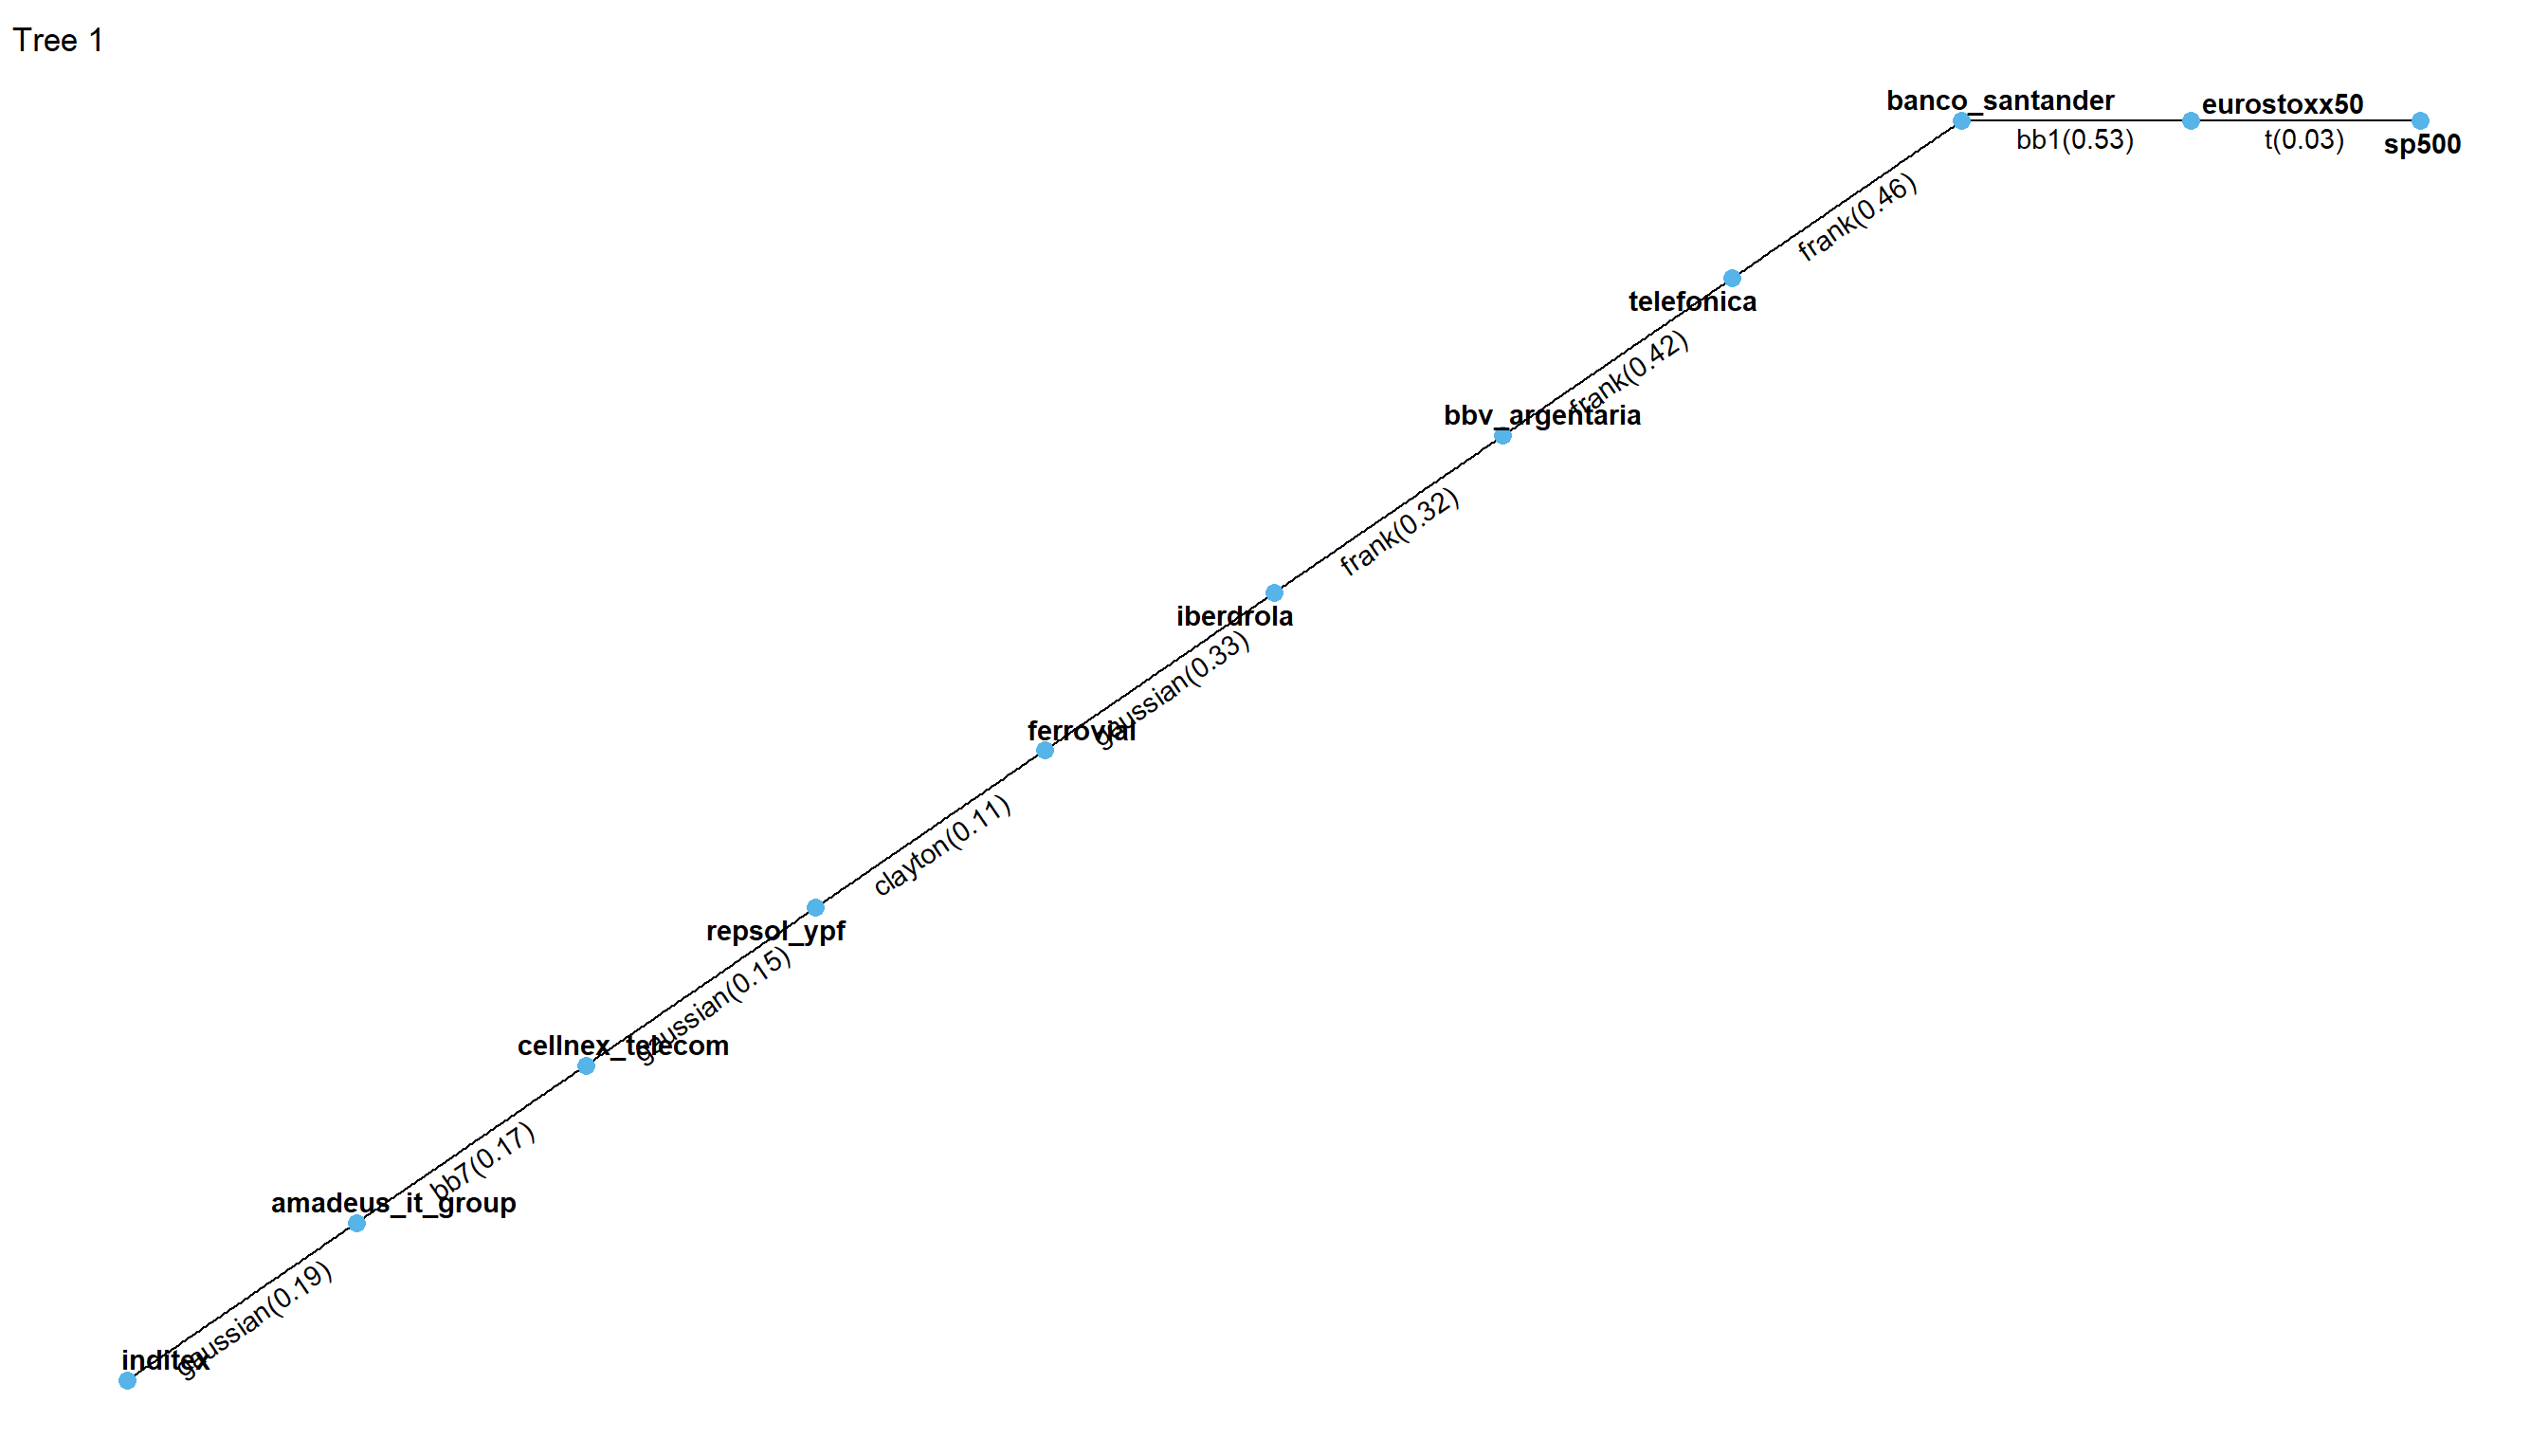 Tree 1
banco_santander
eurostoxx50
bb1(0.53)
t(0.03)
sp500
frank(0.46)
telefonica
frank(0.42)
bbv_argentaria
frank(0.32)
iberdrola
gaussian(0.33)
ferrovial
clayton(0.11)
repsol_ypf
gaussian(0.15)
cellnex_telecom
bb7(0.17)
amadeus_it_group
gaussian(0.19)
inditex